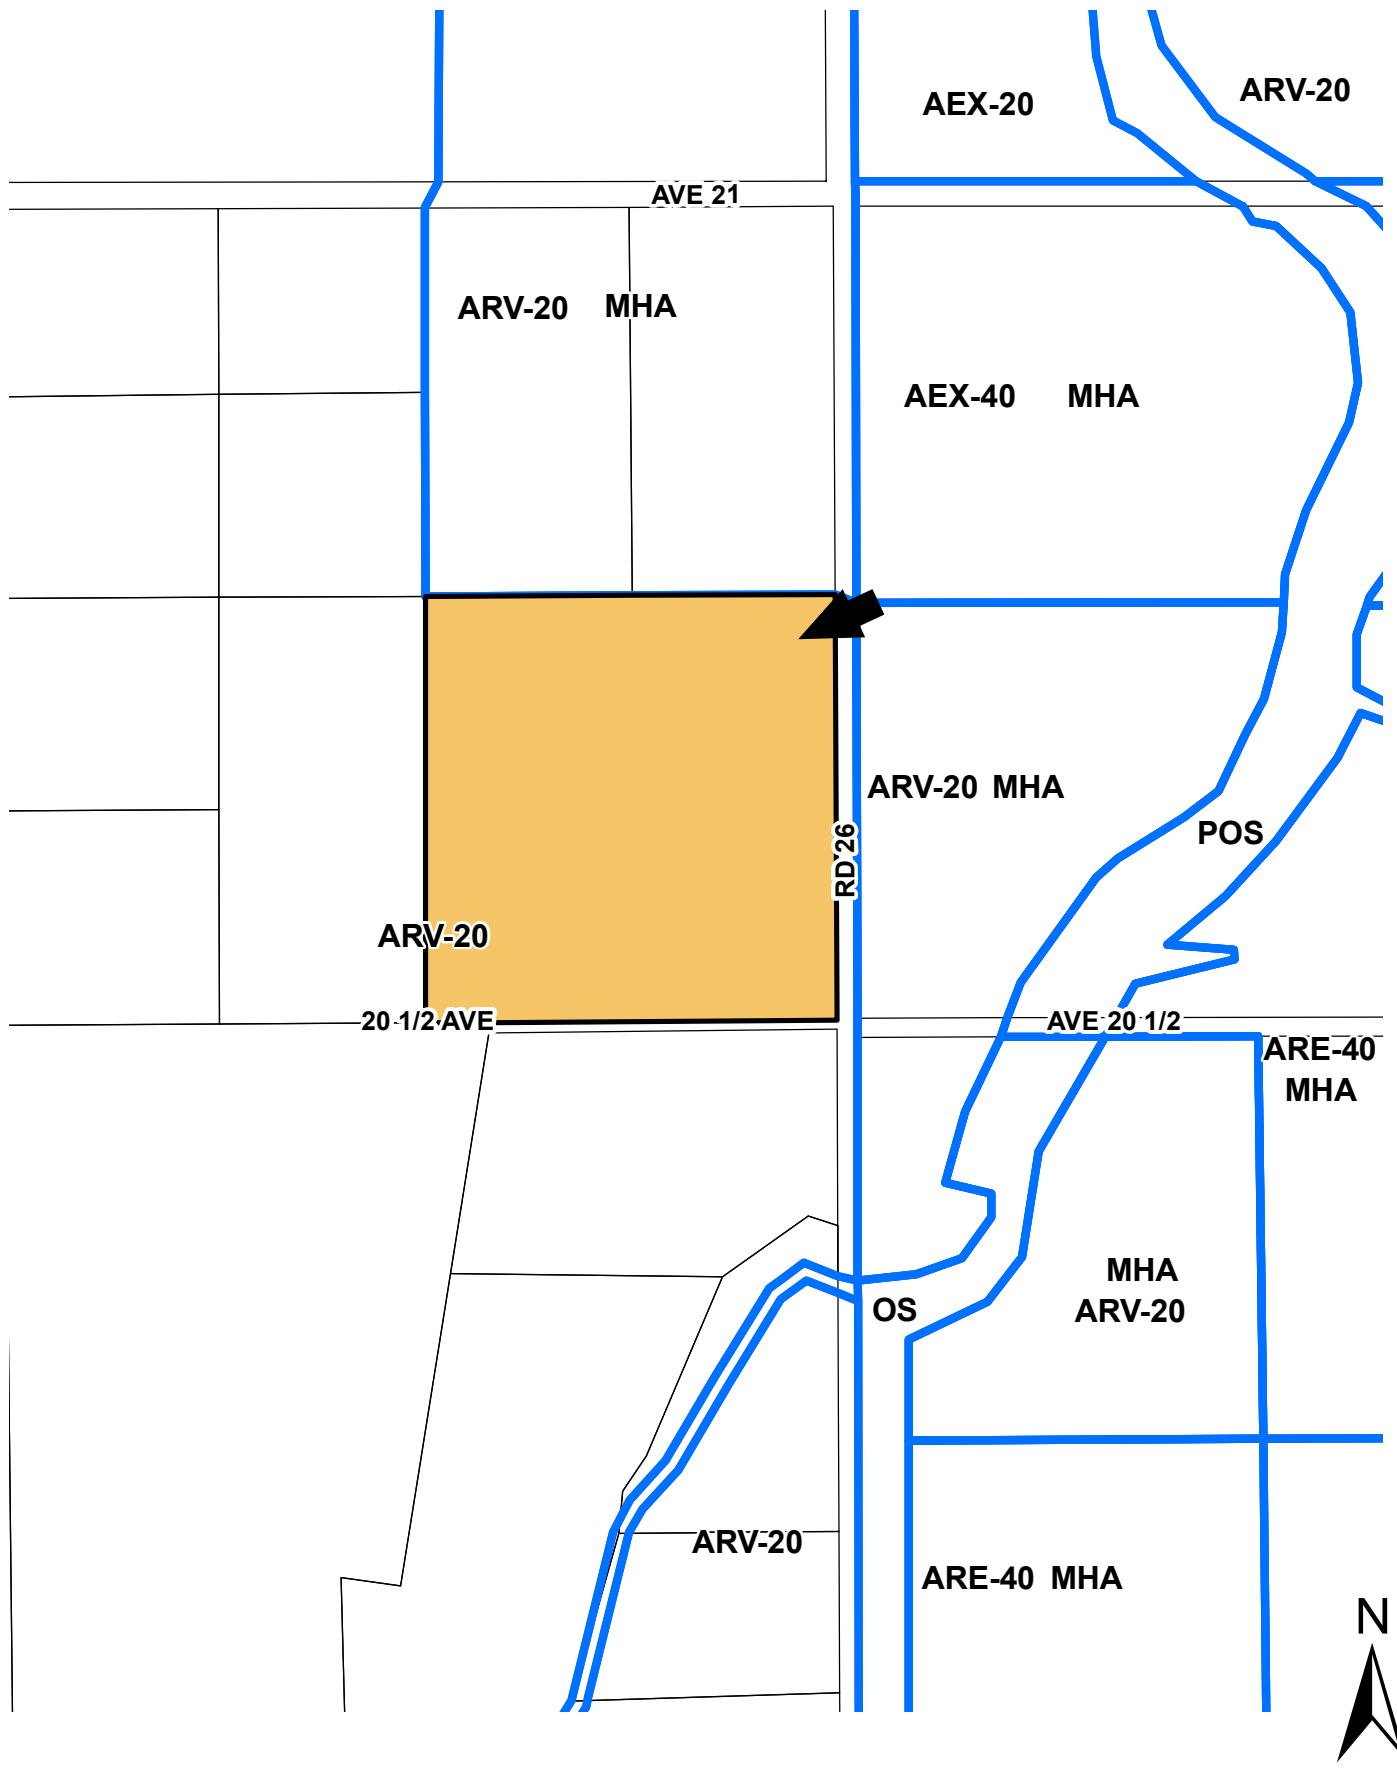 ARV-20
AEX-20
AVE 21
ARV-20 MHA
AEX-40 MHA
ARV-20 MHA
RD 26
POS
ARV-20
20 1/2 AVE
AVE 20 1/2
ARE-40
MHA
MHA
ARV-20
OS
ARV-20
ARE-40 MHA
N